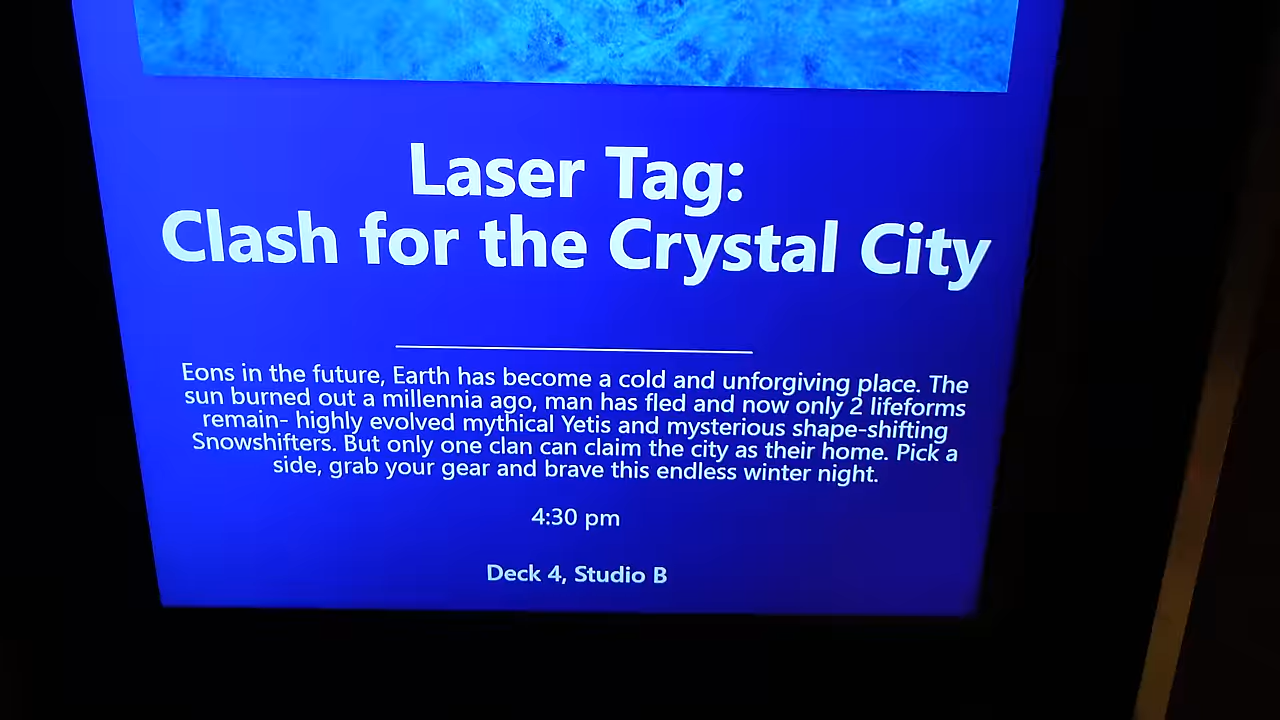 Laser Tag:
Clash for the Crystal City
Eons in the future, Earth has become a cold and unforgiving place. The
sun burned out a millennia ago, man has fled and now only 2 lifeforms
remain- highly evolved mythical Yetis and mysterious shape-shifting
Snowshifters. But only one clan can claim the city as their home. Pick a
side, grab your gear and brave this endless winter night.
4:30 pm
Deck 4, Studio B